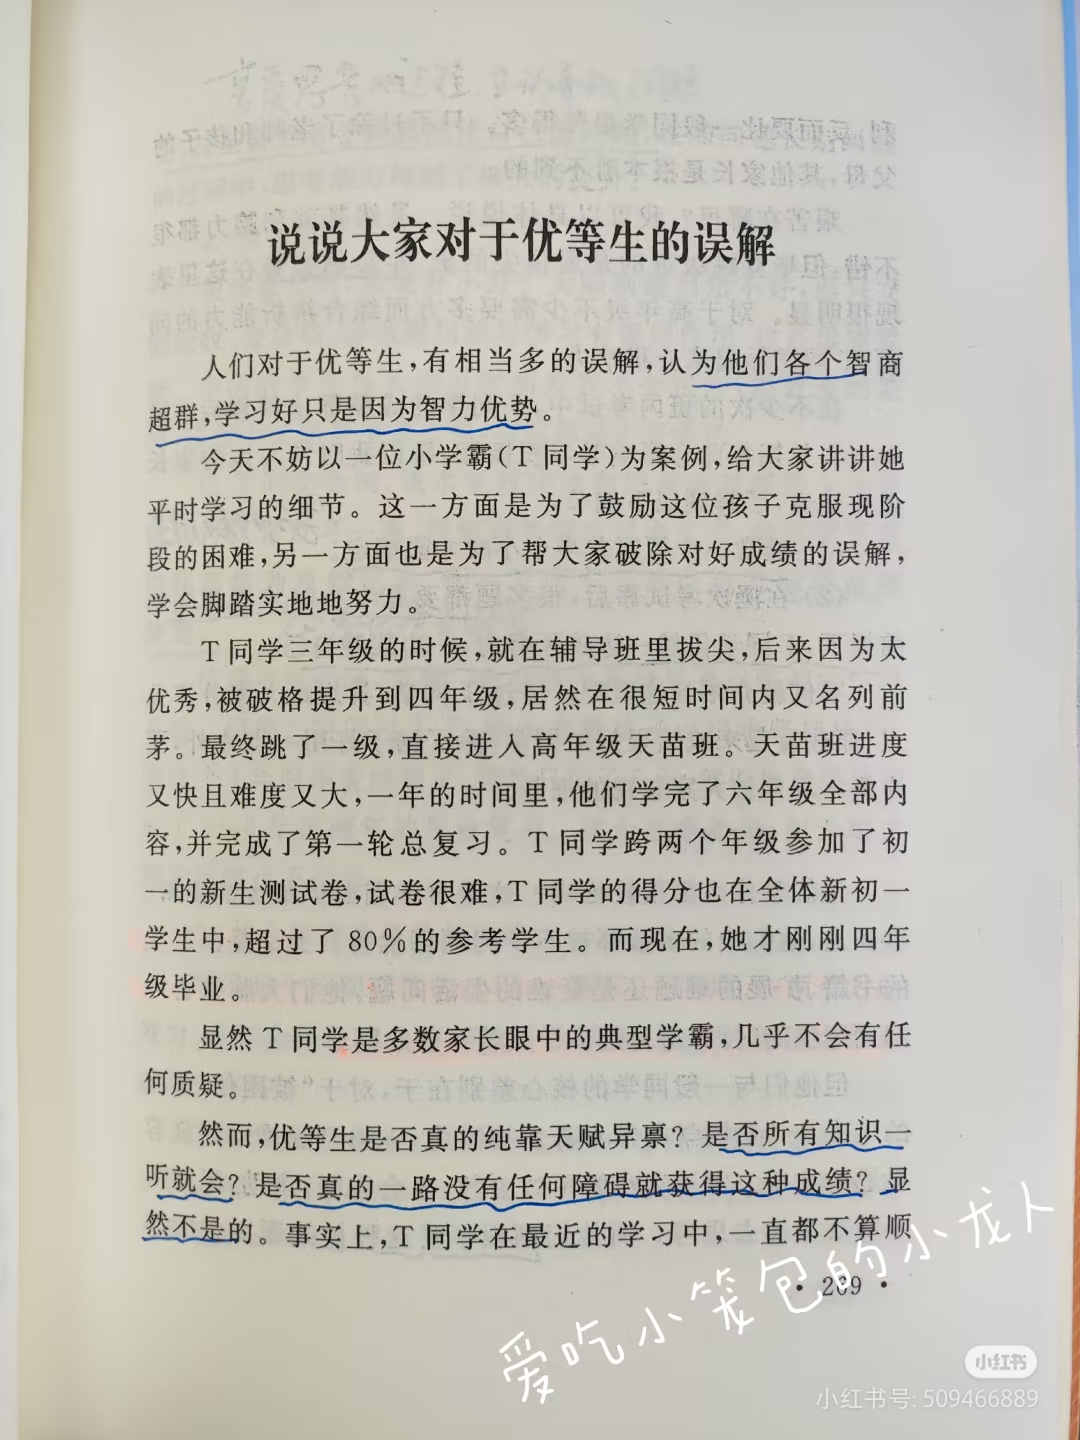 说说大家对于优等生的误解
人们对于优等生,有相当多的误解,认为他们各个智商
超群,学习好只是因为智力优势。
今天不妨以一位小学霸(T同学)为案例,给大家讲讲她
平时学习的细节。这一方面是为了鼓励这位孩子克服现阶
段的困难,另一方面也是为了帮大家破除对好成绩的误解,
学会脚踏实地地努力。
T同学三年级的时候,就在辅导班里拔尖,后来因为太
优秀,被破格提升到四年级,居然在很短时间内又名列前
茅。最终跳了一级,直接进入高年级天苗班。天苗班进度
又快且难度又大,一年的时间里,他们学完了六年级全部内
容,并完成了第一轮总复习。T同学跨两个年级参加了初
一的新生测试卷,试卷很难,T同学的得分也在全体新初一
学生中,超过了80%的参考学生。而现在,她才刚刚四年
级毕业。
显然T同学是多数家长眼中的典型学霸,几乎不会有任
何质疑。
然而,优等生是否真的纯靠天赋异禀?是否所有知识一
听就会?是否真的一路没有任何障碍就获得这种成绩?显
然不是的。事实上,T同学在最近的学习中,一直都不算顺
·209·
爱吃小笼包的小龙人
小红书
小红书号: 509466889